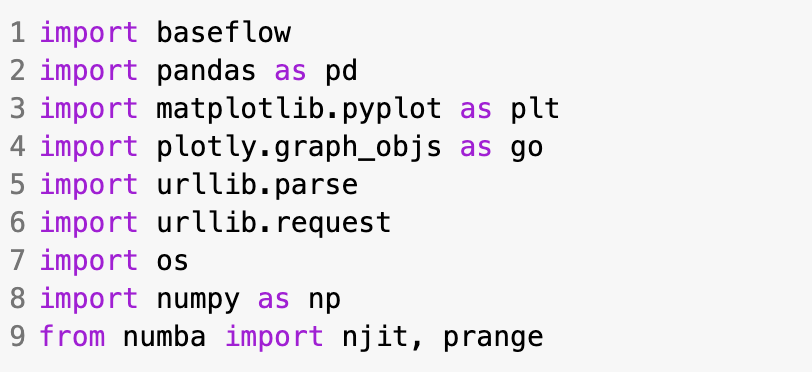 1 import baseflow
2 import pandas as pd
3 import matplotlib.pyplot as plt
4 import plotly.graph_objs as go
5 import urllib.parse
6 import urllib.request
7 import os
8 import numpy as np
9 from numba import njit, prange